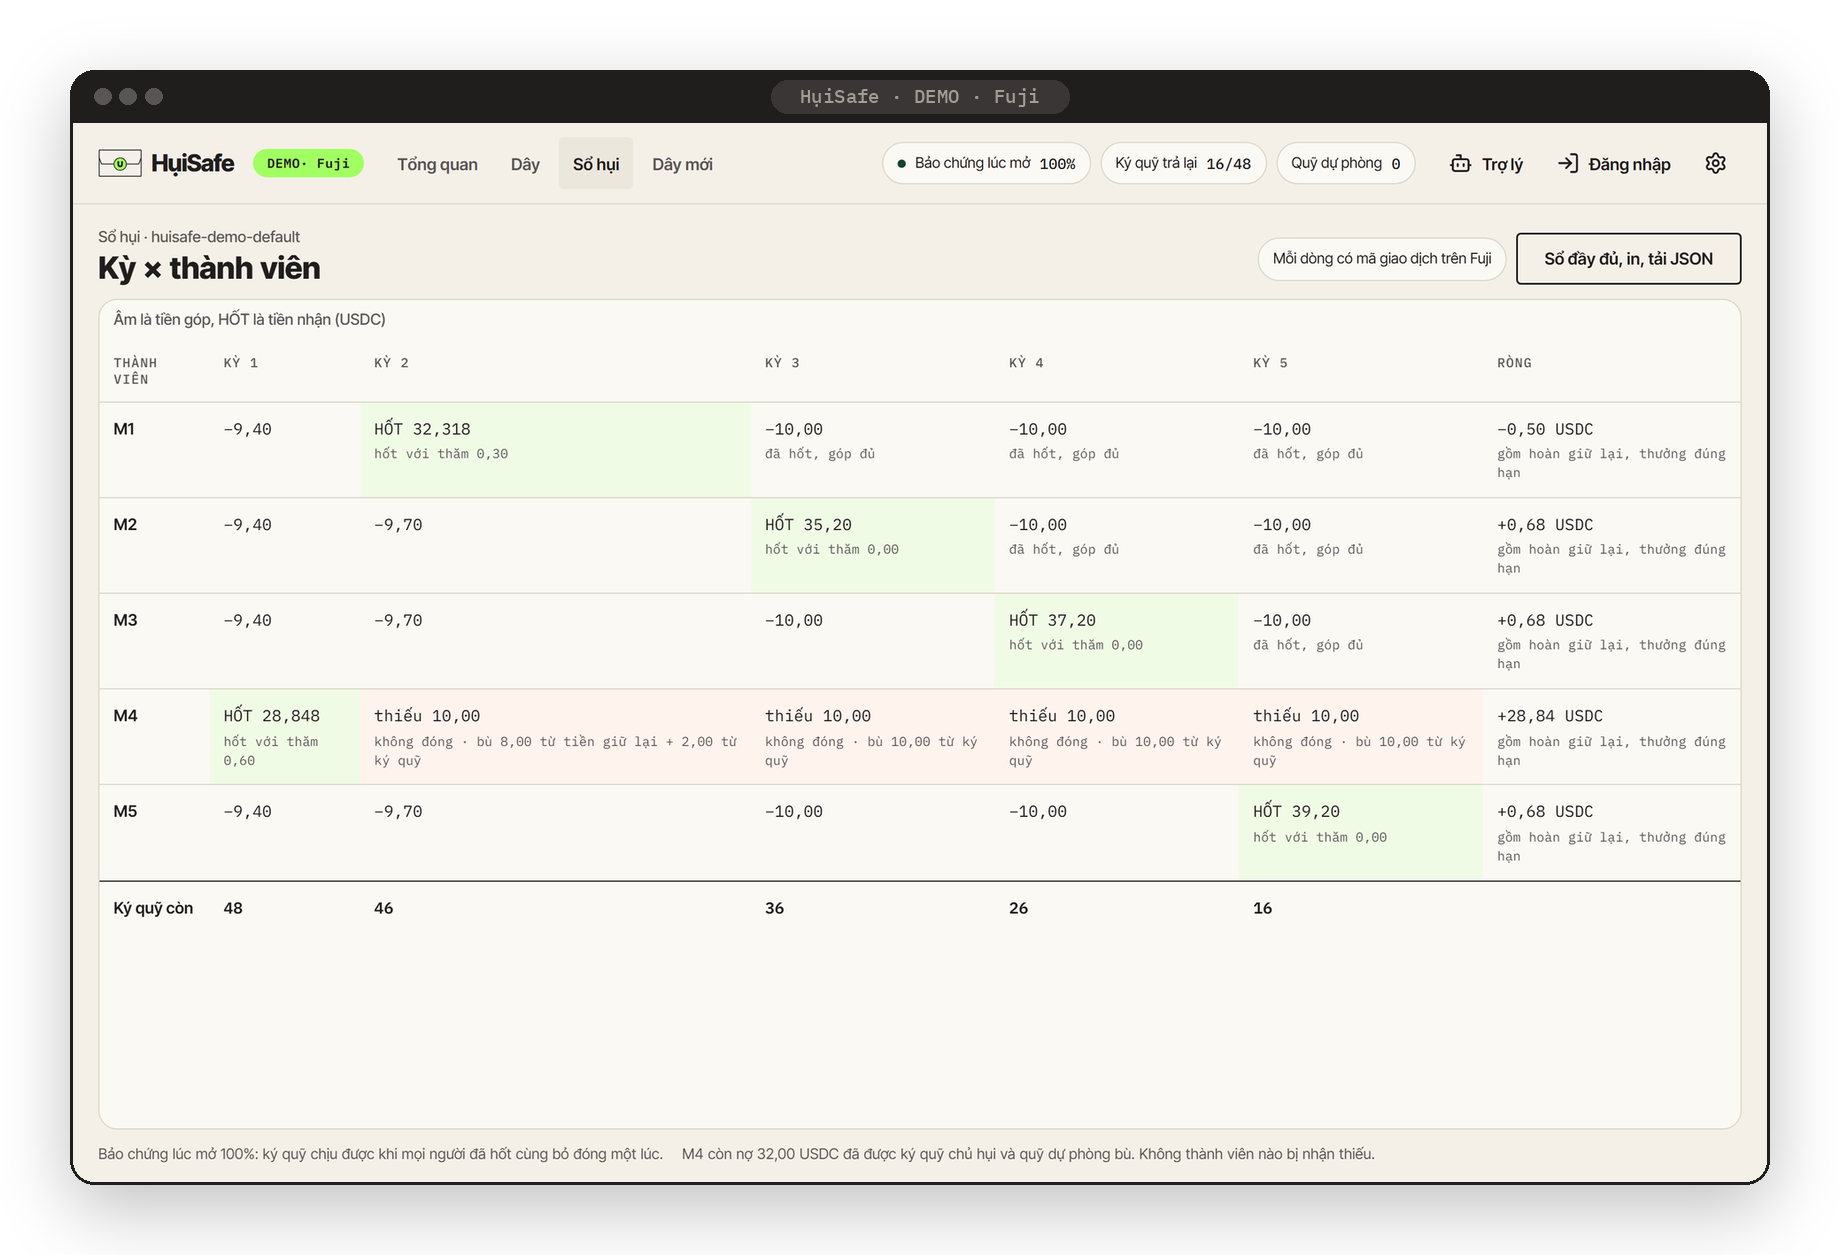 HụiSafe · DEMO · Fuji
HụiSafe DEMO· Fuji Tổng quan Dây Sổ hụi Dây mới Bảo chứng lúc mở 100% Ký quỹ trả lại 16/48 Quỹ dự phòng 0 Trợ lý Đăng nhập
Sổ hụi · huisafe-demo-default
Kỳ × thành viên
Mỗi dòng có mã giao dịch trên Fuji
Sổ đầy đủ, in, tải JSON
Âm là tiền góp, HỐT là tiền nhận (USDC)
THÀNH VIÊN KỲ 1 KỲ 2 KỲ 3 KỲ 4 KỲ 5 RÒNG
M1 −9,40 HỐT 32,318 −10,00 −10,00 −10,00 −0,50 USDC
hốt với thăm 0,30 đã hốt, góp đủ đã hốt, góp đủ đã hốt, góp đủ gồm hoàn giữ lại, thưởng đúng
hạn
M2 −9,40 −9,70 HỐT 35,20 −10,00 −10,00 +0,68 USDC
hốt với thăm 0,00 đã hốt, góp đủ đã hốt, góp đủ gồm hoàn giữ lại, thưởng đúng
hạn
M3 −9,40 −9,70 −10,00 HỐT 37,20 −10,00 +0,68 USDC
hốt với thăm 0,00 đã hốt, góp đủ gồm hoàn giữ lại, thưởng đúng
hạn
M4 HỐT 28,848 thiếu 10,00 thiếu 10,00 thiếu 10,00 thiếu 10,00 +28,84 USDC
hốt với thăm không đóng · bù 8,00 từ tiền giữ lại + 2,00 từ không đóng · bù 10,00 từ ký không đóng · bù 10,00 từ ký không đóng · bù 10,00 từ ký gồm hoàn giữ lại, thưởng đúng
0,60 ký quỹ quỹ quỹ quỹ hạn
M5 −9,40 −9,70 −10,00 −10,00 HỐT 39,20 +0,68 USDC
hốt với thăm 0,00 gồm hoàn giữ lại, thưởng đúng
hạn
Ký quỹ còn 48 46 36 26 16
Bảo chứng lúc mở 100%: ký quỹ chịu được khi mọi người đã hốt cùng bỏ đóng một lúc. M4 còn nợ 32,00 USDC đã được ký quỹ chủ hụi và quỹ dự phòng bù. Không thành viên nào bị nhận thiếu.